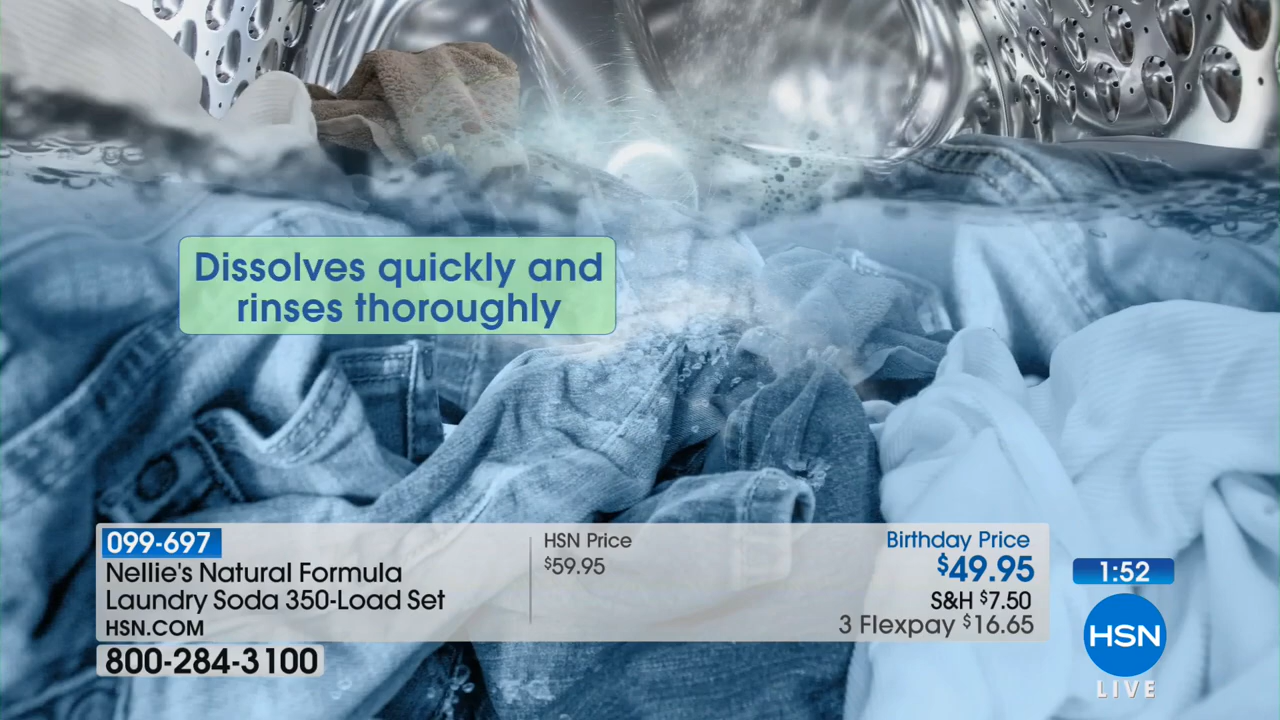 Dissolves quickly and
rinses thoroughly
099-697
Nellie's Natural Formula
Laundry Soda 350-Load Set
HSN.COM
800-284-3100
HSN Price
$59.95
Birthday Price
$49.95
S&H $7.50
3 Flexpay $16.65
1:52
HSN
LIVE